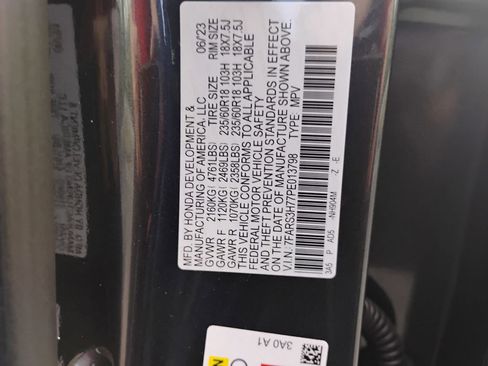 MFD. BY HONDA DEVELOPMENT &
MANUFACTURING OF AMERICA, LLC 06/'23
TIRE SIZE RIM SIZE
GVWR 2160KG( 4761LBS)
GAWR F 1120KG( 2469LBS) 235/60R18 103H 18X7.5J
GAWR R 1070KG( 2358LBS) 235/60R18 103H 18X7.5J
THIS VEHICLE CONFORMS TO ALL APPLICABLE
FEDERAL MOTOR VEHICLE SAFETY
AND THEFT PREVENTION STANDARDS IN EFFECT
ON THE DATE OF MANUFACTURE SHOWN ABOVE.
V.I.N: 7FARS3H77PE013798 TYPE: MPV
3A5 P AD5 -NH904M -Z -E
3A0 A1